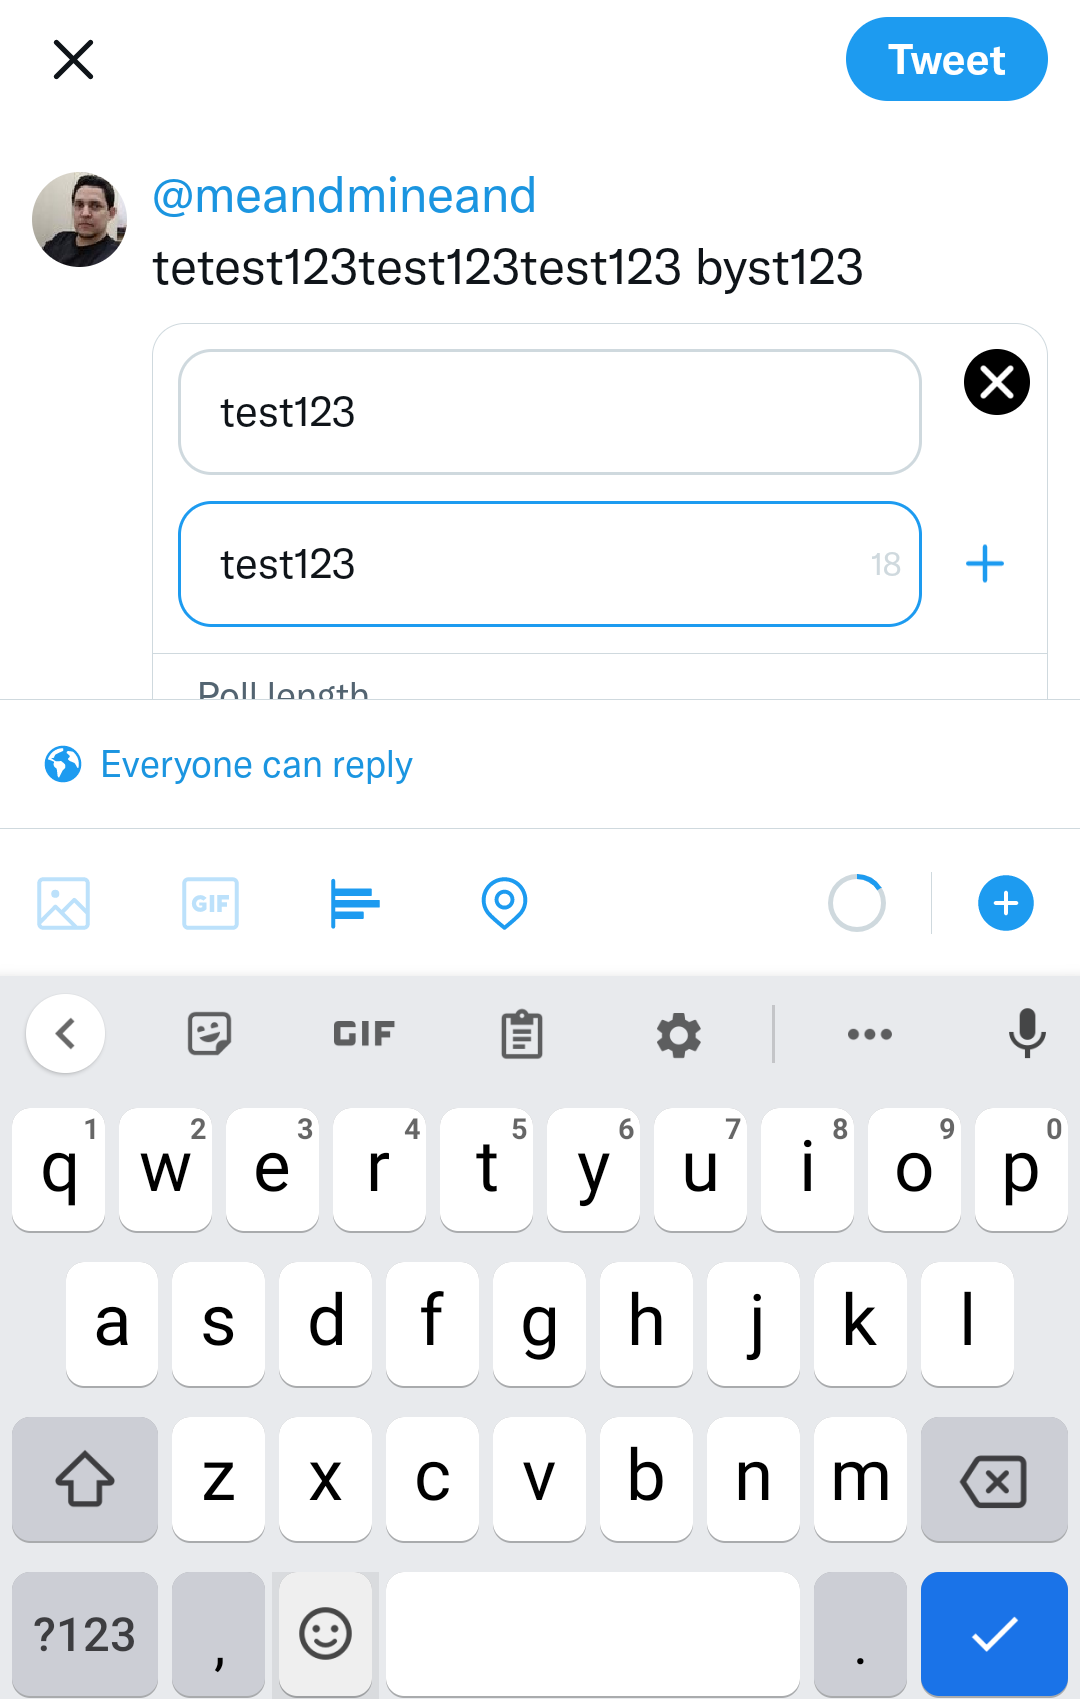 Tweet
@meandmineand
tetest123test123test123 byst123
test123
test123 18
Poll length
Everyone can reply
GIF
GIF
1 2 3 4 5 6 7 8 9 0
q w e r t y u i o p
a s d f g h j k l
z x c v b n m
?123 , .